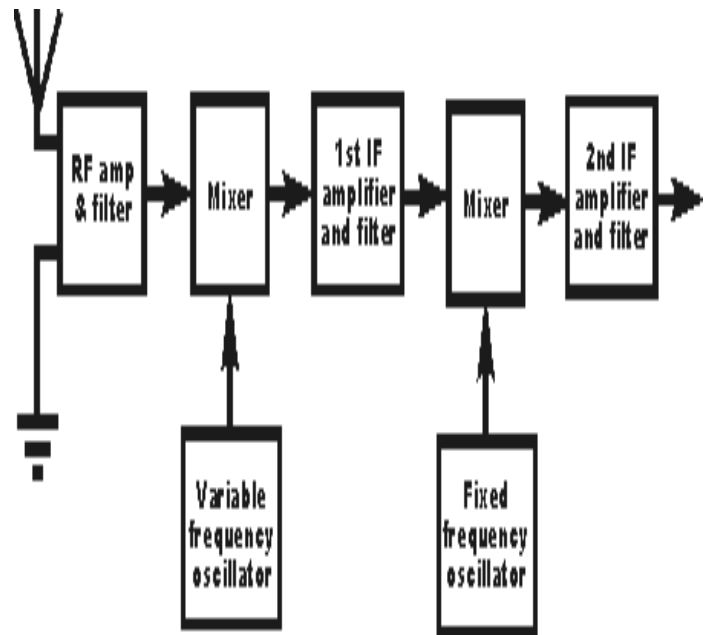 RF amp
& filter
Mixer
1st IF
amplifier
and filter
Mixer
2nd IF
amplifier
and filter
Variable
frequency
oscillator
Fixed
frequency
oscillator